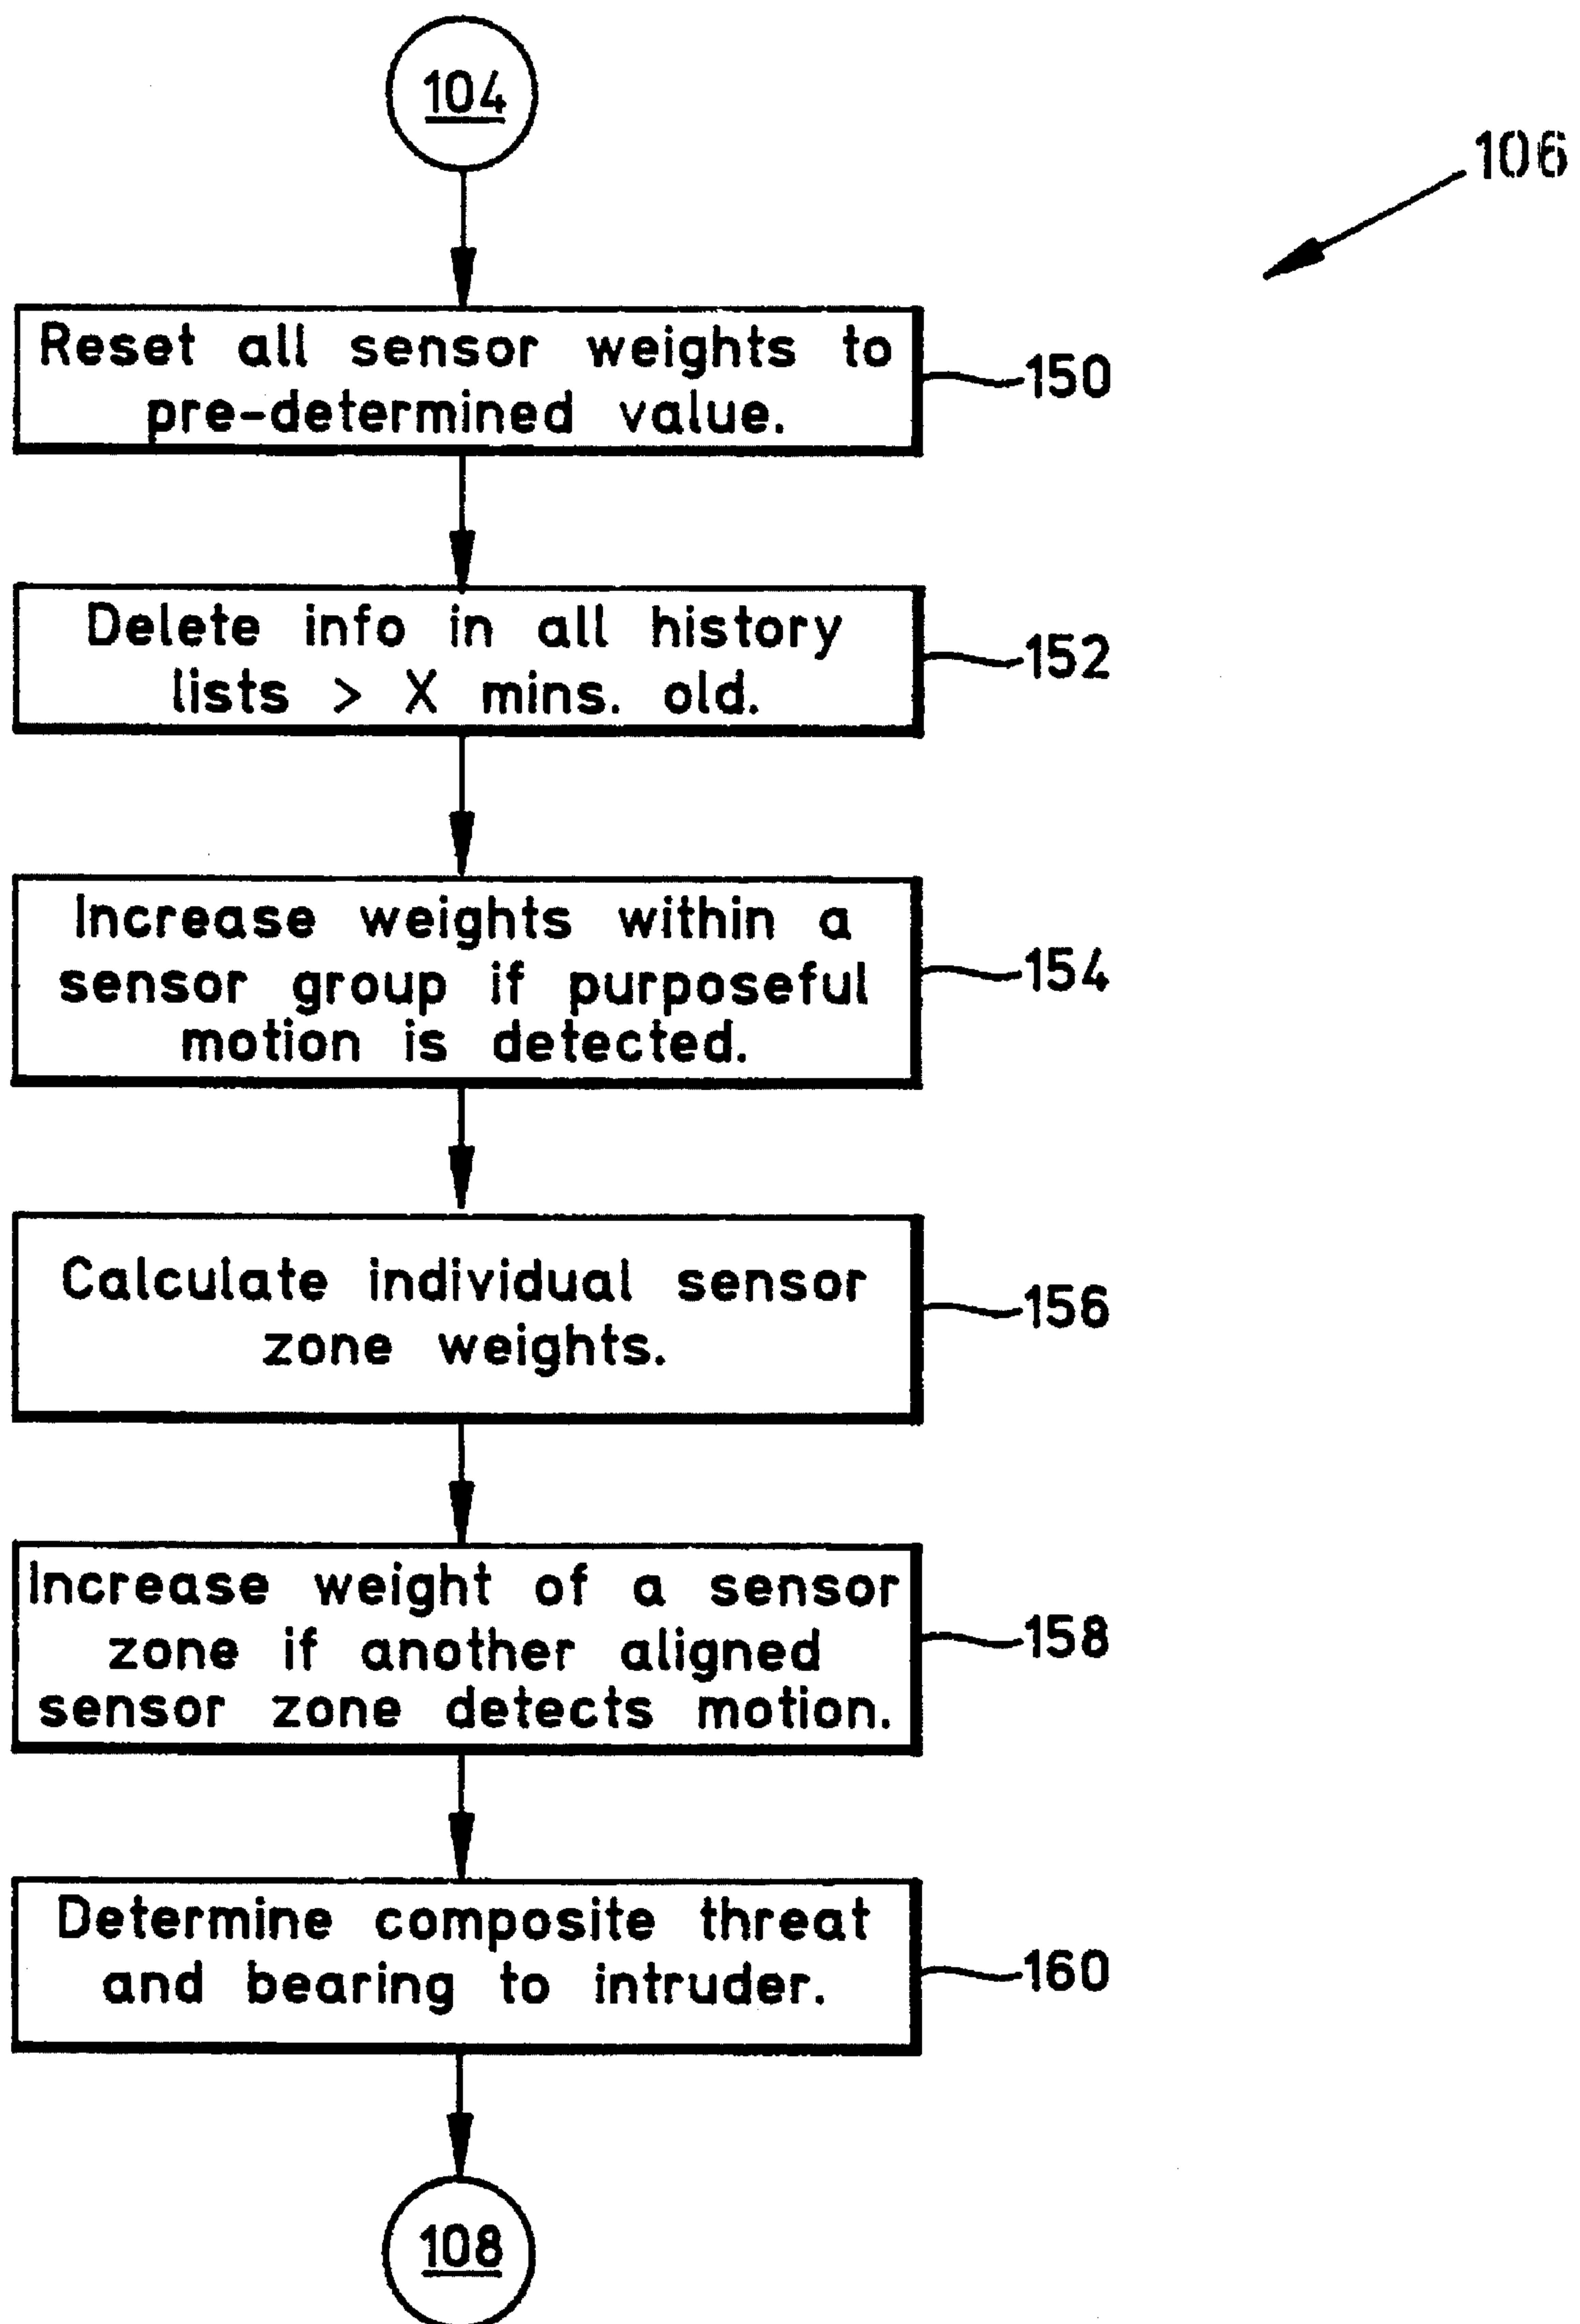 104
106
Reset all sensor weights to
pre-determined value.
150
Delete info in all history
lists > X mins. old.
152
Increase weights within a
sensor group if purposeful
motion is detected.
154
Calculate individual sensor
zone weights.
156
Increase weight of a sensor
zone if another aligned
sensor zone detects motion.
158
Determine composite threat
and bearing to intruder.
160
108